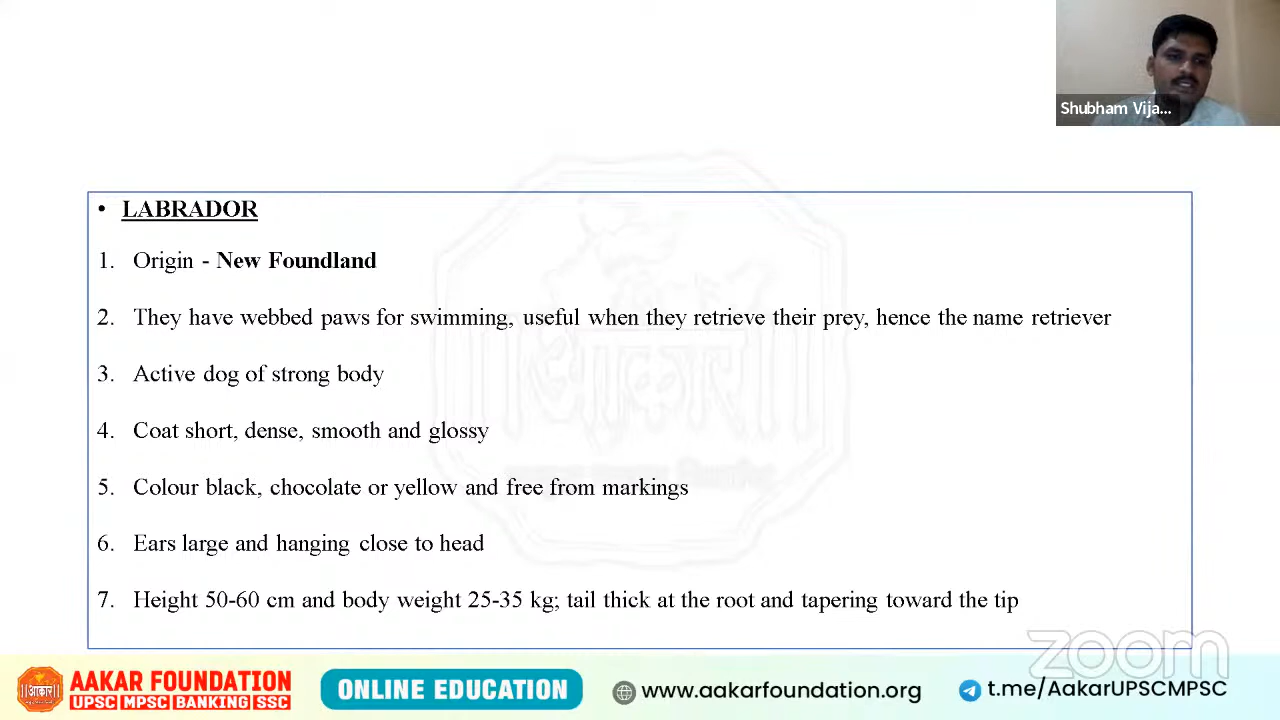 Shubham Vija...
• LABRADOR
1. Origin - New Foundland
2. They have webbed paws for swimming, useful when they retrieve their prey, hence the name retriever
3. Active dog of strong body
4. Coat short, dense, smooth and glossy
5. Colour black, chocolate or yellow and free from markings
6. Ears large and hanging close to head
7. Height 50-60 cm and body weight 25-35 kg; tail thick at the root and tapering toward the tip
आकार
zoom
आकार
AAKAR FOUNDATION
UPSC MPSC BANKING SSC
ONLINE EDUCATION
www.aakarfoundation.org
t.me/AakarUPSCMPSC